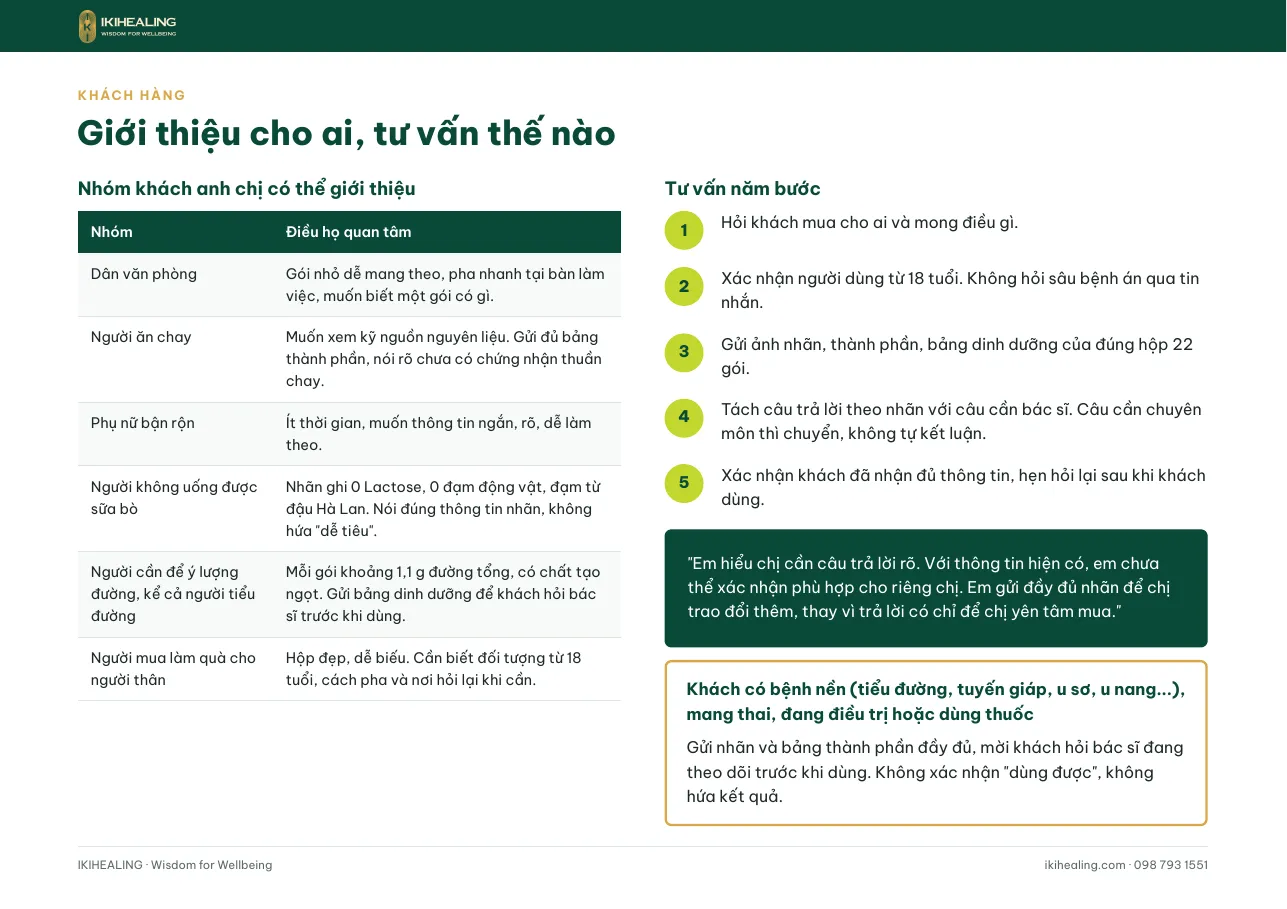 IKIHEALING
WISDOM FOR WELLBEING
KHÁCH HÀNG
Giới thiệu cho ai, tư vấn thế nào
Nhóm khách anh chị có thể giới thiệu
Nhóm
Điều họ quan tâm
Dân văn phòng
Gói nhỏ dễ mang theo, pha nhanh tại bàn làm
việc, muốn biết một gói có gì.
Người ăn chay
Muốn xem kỹ nguồn nguyên liệu. Gửi đủ bảng
thành phần, nói rõ chưa có chứng nhận thuần
chay.
Phụ nữ bận rộn
Ít thời gian, muốn thông tin ngắn, rõ, dễ làm
theo.
Người không uống được
sữa bò
Nhãn ghi 0 Lactose, 0 đạm động vật, đạm từ
đậu Hà Lan. Nói đúng thông tin nhãn, không
hứa "dễ tiêu".
Người cần để ý lượng
đường, kể cả người tiểu
đường
Mỗi gói khoảng 1,1 g đường tổng, có chất tạo
ngọt. Gửi bảng dinh dưỡng để khách hỏi bác
sĩ trước khi dùng.
Người mua làm quà cho
người thân
Hộp đẹp, dễ biếu. Cần biết đối tượng từ 18
tuổi, cách pha và nơi hỏi lại khi cần.
Tư vấn năm bước
1
Hỏi khách mua cho ai và mong điều gì.
2
Xác nhận người dùng từ 18 tuổi. Không hỏi sâu bệnh án qua tin
nhắn.
3
Gửi ảnh nhãn, thành phần, bảng dinh dưỡng của đúng hộp 22
gói.
4
Tách câu trả lời theo nhãn với câu cần bác sĩ. Câu cần chuyên
môn thì chuyển, không tự kết luận.
5
Xác nhận khách đã nhận đủ thông tin, hẹn hỏi lại sau khi khách
dùng.
"Em hiểu chị cần câu trả lời rõ. Với thông tin hiện có, em chưa
thể xác nhận phù hợp cho riêng chị. Em gửi đầy đủ nhãn để chị
trao đổi thêm, thay vì trả lời có chỉ để chị yên tâm mua."
Khách có bệnh nền (tiểu đường, tuyến giáp, u sơ, u nang...),
mang thai, đang điều trị hoặc dùng thuốc
Gửi nhãn và bảng thành phần đầy đủ, mời khách hỏi bác sĩ đang
theo dõi trước khi dùng. Không xác nhận "dùng được", không
hứa kết quả.
IKIHEALING · Wisdom for Wellbeing
ikihealing.com · 098 793 1551